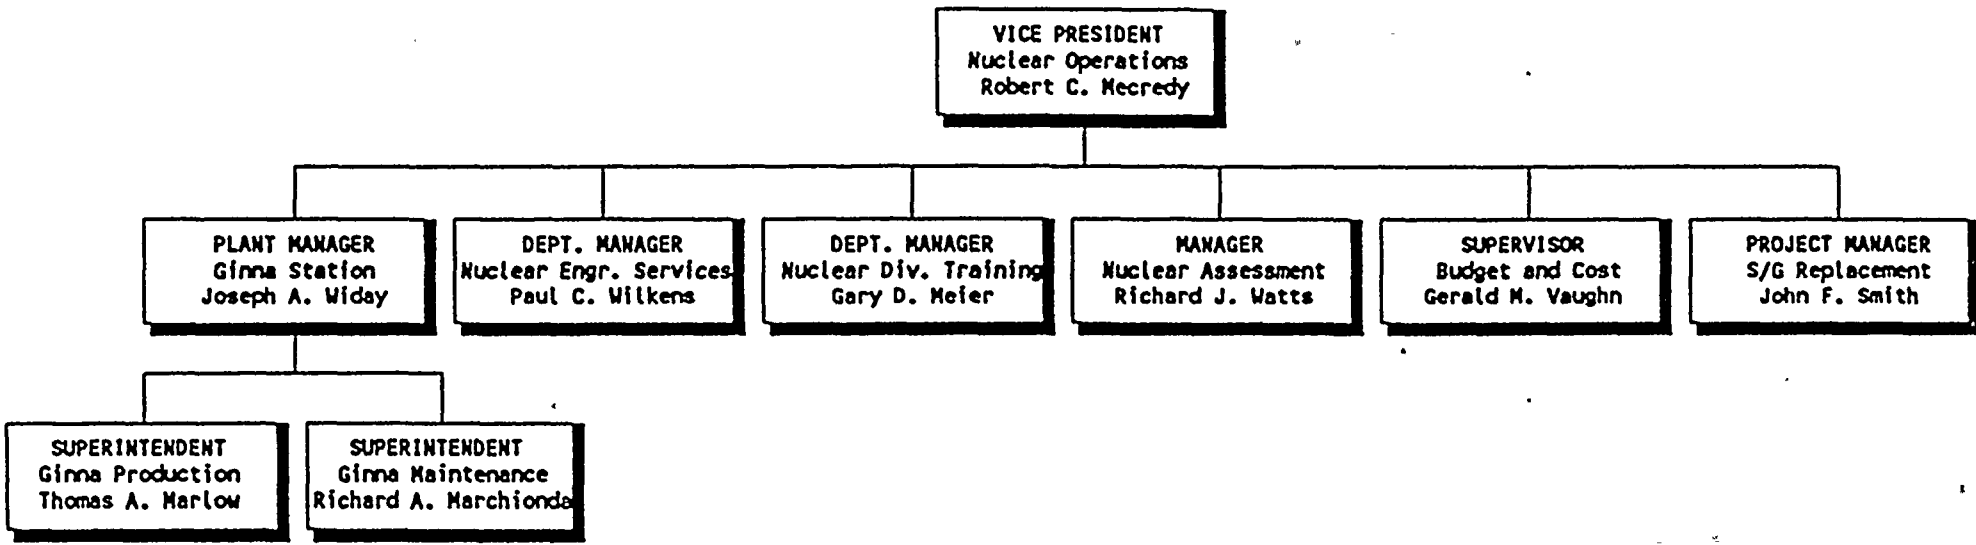 VICE PRESIDENT
Nuclear Operations
Robert C. Mecredy
PLANT MANAGER
Ginna Station
Joseph A. Widay
DEPT. MANAGER
Nuclear Engr. Services
Paul C. Wilkens
DEPT. MANAGER
Nuclear Div. Training
Gary D. Meier
MANAGER
Nuclear Assessment
Richard J. Watts
SUPERVISOR
Budget and Cost
Gerald M. Vaughn
PROJECT MANAGER
S/G Replacement
John F. Smith
SUPERINTENDENT
Ginna Production
Thomas A. Marlow
SUPERINTENDENT
Ginna Maintenance
Richard A. Marchionda